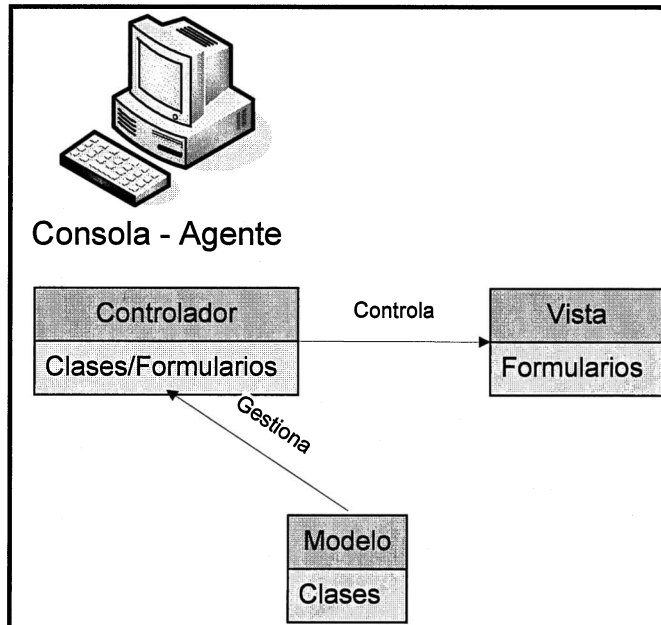 Consola - Agente
Controlador
Clases/Formularios
Controla
Vista
Formularios
Gestiona
Modelo
Clases